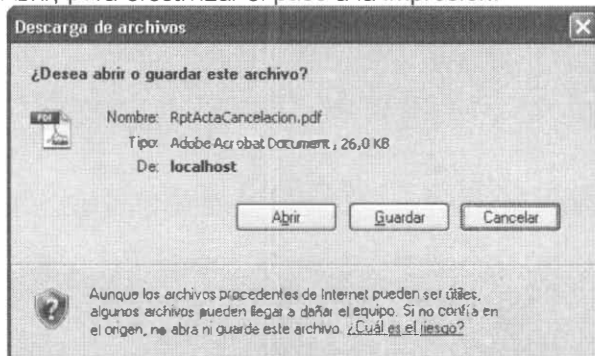 Descarga de archivos
¿Desea abrir o guardar este archivo?
PDF
Nombre: RptActaCancelacion.pdf
Tipo: Adobe Acrobat Document, 26,0 KB
De: localhost
Abrir
Guardar
Cancelar
Aunque los archivos procedentes de Internet pueden ser útiles,
algunos archivos pueden llegar a dañar el equipo. Si no confía en
el origen, no abra ni guarde este archivo. ¿Cuál es el riesgo?